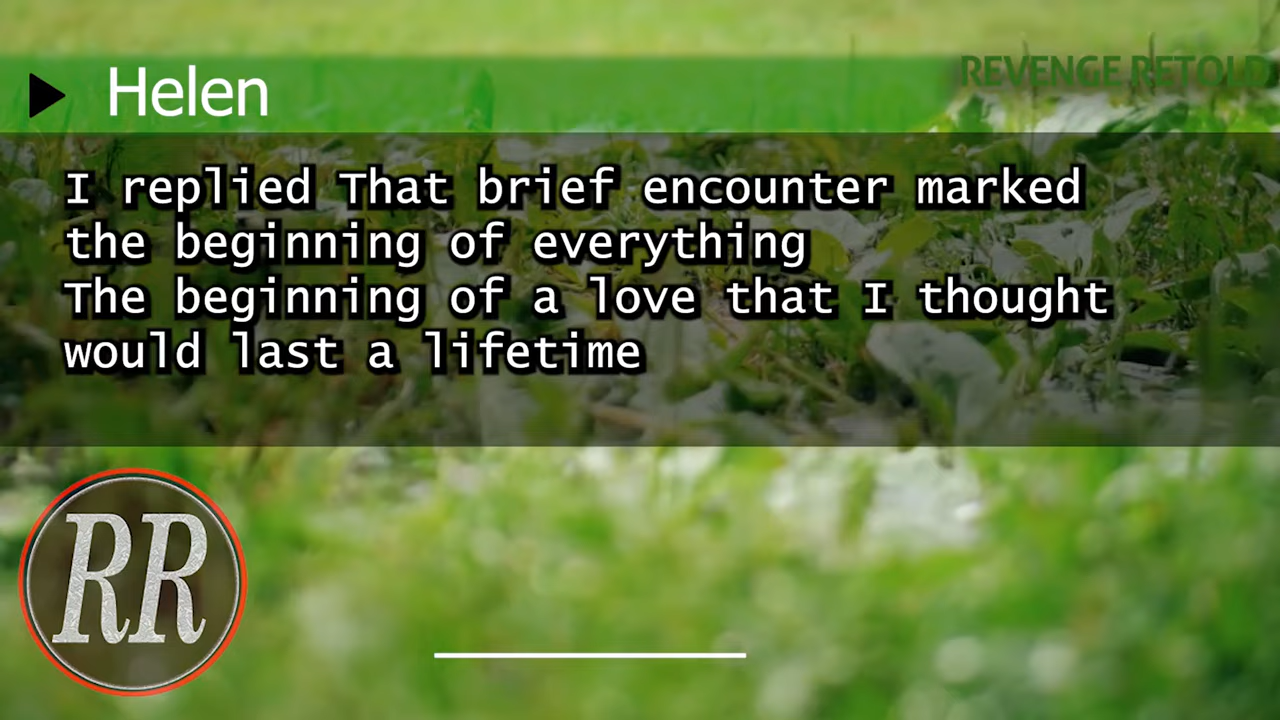 Helen
REVENGE RETOLD
I replied That brief encounter marked
the beginning of everything
The beginning of a love that I thought
would last a lifetime
RR